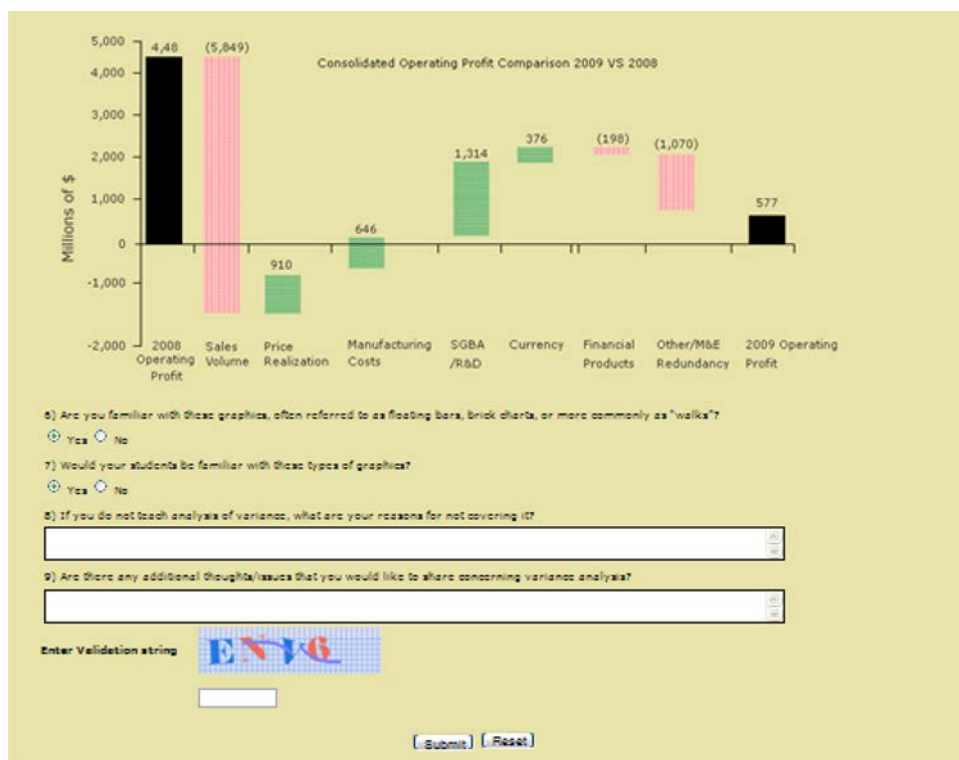 Consolidated Operating Profit Comparison 2009 VS 2008
Millions of $
5,000
4,000
3,000
2,000
1,000
0
-1,000
-2,000
4,48
(5,849)
910
646
1,314
376
(198)
(1,070)
577
2008 Operating Profit
Sales Volume
Price Realization
Manufacturing Costs
SGBA /R&D
Currency
Financial Products
Other/M&E Redundancy
2009 Operating Profit
6) Are you familiar with these graphics, often referred to as floating bars, brick charts, or more commonly as "walks"?
Yes No
7) Would your students be familiar with these types of graphics?
Yes No
8) If you do not teach analysis of variance, what are your reasons for not covering it?
9) Are there any additional thoughts/issues that you would like to share concerning variance analysis?
Enter Validation string
ENV6
Submit Reset